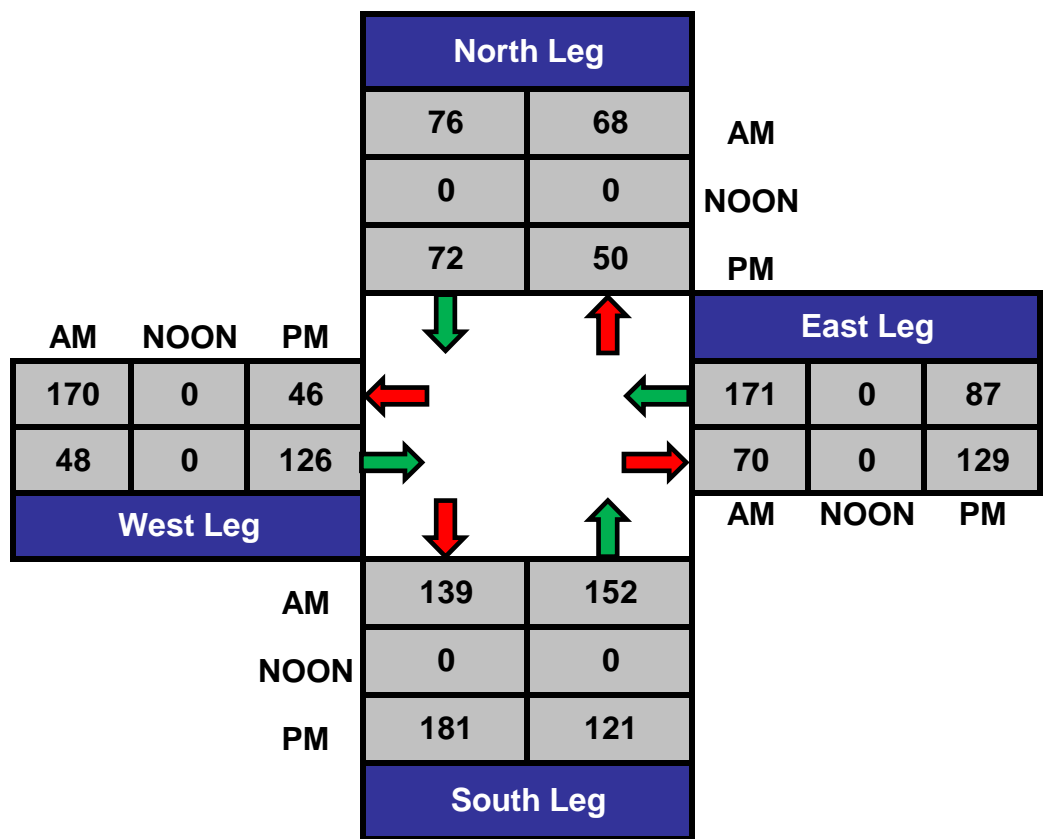 North Leg
76 68 AM
0 0 NOON
72 50 PM
AM NOON PM East Leg
170 0 46 171 0 87
48 0 126 70 0 129
West Leg AM NOON PM
AM 139 152
NOON 0 0
PM 181 121
South Leg